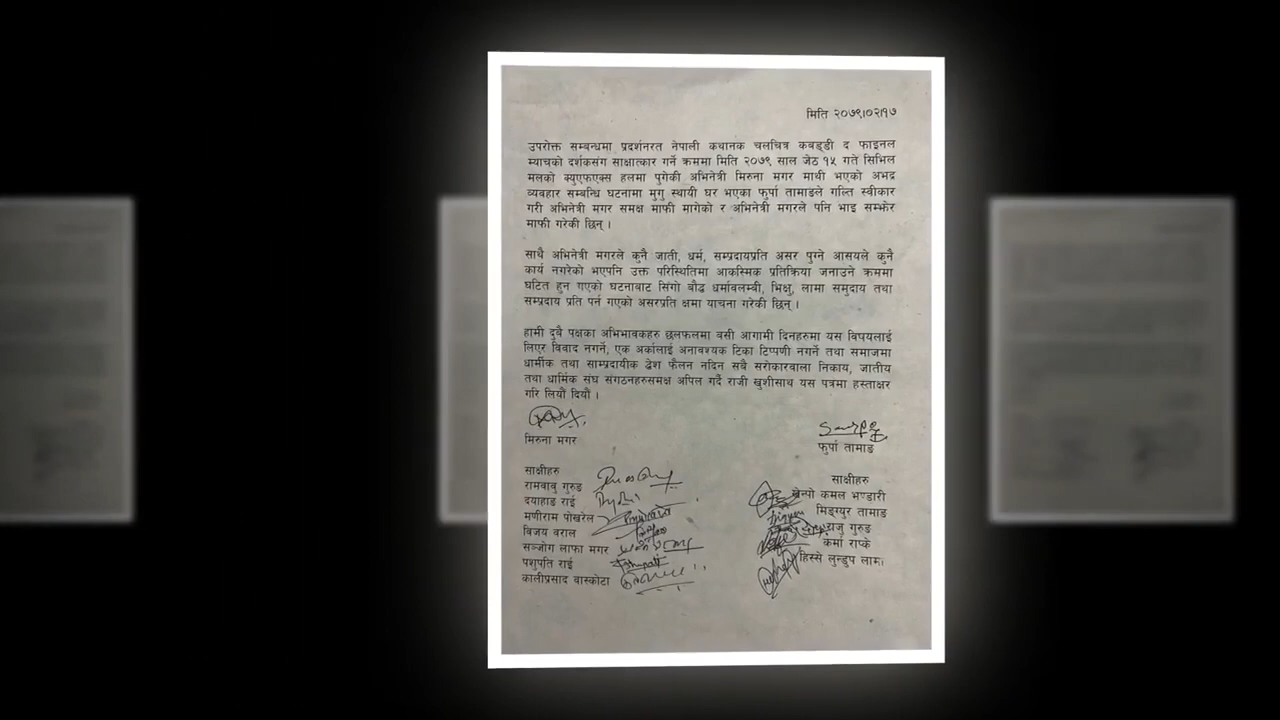 मिति २०७९।०२।१७
उपरोक्त सम्बन्धमा प्रदर्शनरत नेपाली कथानक चलचित्र कबड्डी द फाइनल
म्याचको दर्शकसंग साक्षात्कार गर्ने क्रममा मिति २०७९ साल जेठ १५ गते सिभिल
मलको क्युएफएक्स हलमा पुगेकी अभिनेत्री मिरुना मगर माथी भएको अभद्र
व्यवहार सम्बन्धि घटनामा मुगु स्थायी घर भएका फुर्पा तामाङले गल्ति स्वीकार
गरी अभिनेत्री मगर समक्ष माफी मागेको र अभिनेत्री मगरले पनि भाइ सम्झेर
माफी गरेकी छिन् ।
साथै अभिनेत्री मगरले कुनै जाती, धर्म, सम्प्रदायप्रति असर पुग्ने आसयले कुनै
कार्य नगरेको भएपनि उक्त परिस्थितिमा आकस्मिक प्रतिक्रिया जनाउने क्रममा
घटित हुन गएको घटनाबाट सिंगो बौद्ध धर्मावलम्वी, भिक्षु, लामा समुदाय तथा
सम्प्रदाय प्रति पर्न गएको असरप्रति क्षमा याचना गरेकी छिन् ।
हामी दुवै पक्षका अभिभावकहरु छलफलमा वसी आगामी दिनहरुमा यस विषयलाई
लिएर विवाद नगर्ने, एक अर्कालाई अनावश्यक टिका टिप्पणी नगर्ने तथा समाजमा
धार्मीक तथा साम्प्रदायीक द्वेश फैलन नदिन सबै सरोकारवाला निकाय, जातीय
तथा धार्मिक संघ संगठनहरुसमक्ष अपिल गर्दै राजी खुशीसाथ यस पत्रमा हस्ताक्षर
गरि लियौं दियौं ।
मिरुना मगर
फुर्पा तामाङ
साक्षीहरु
रामबाबु गुरुङ
दयाहाङ राई
मणीराम पोखरेल
विजय बराल
सञ्जोग लाफा मगर
पशुपति राई
कालीप्रसाद बास्कोटा
साक्षीहरु
खेन्पो कमल भण्डारी
मिङ्ग्युर तामाङ
राजु गुरुङ
कर्मा राप्के
हिस्से लुन्डुप लामा